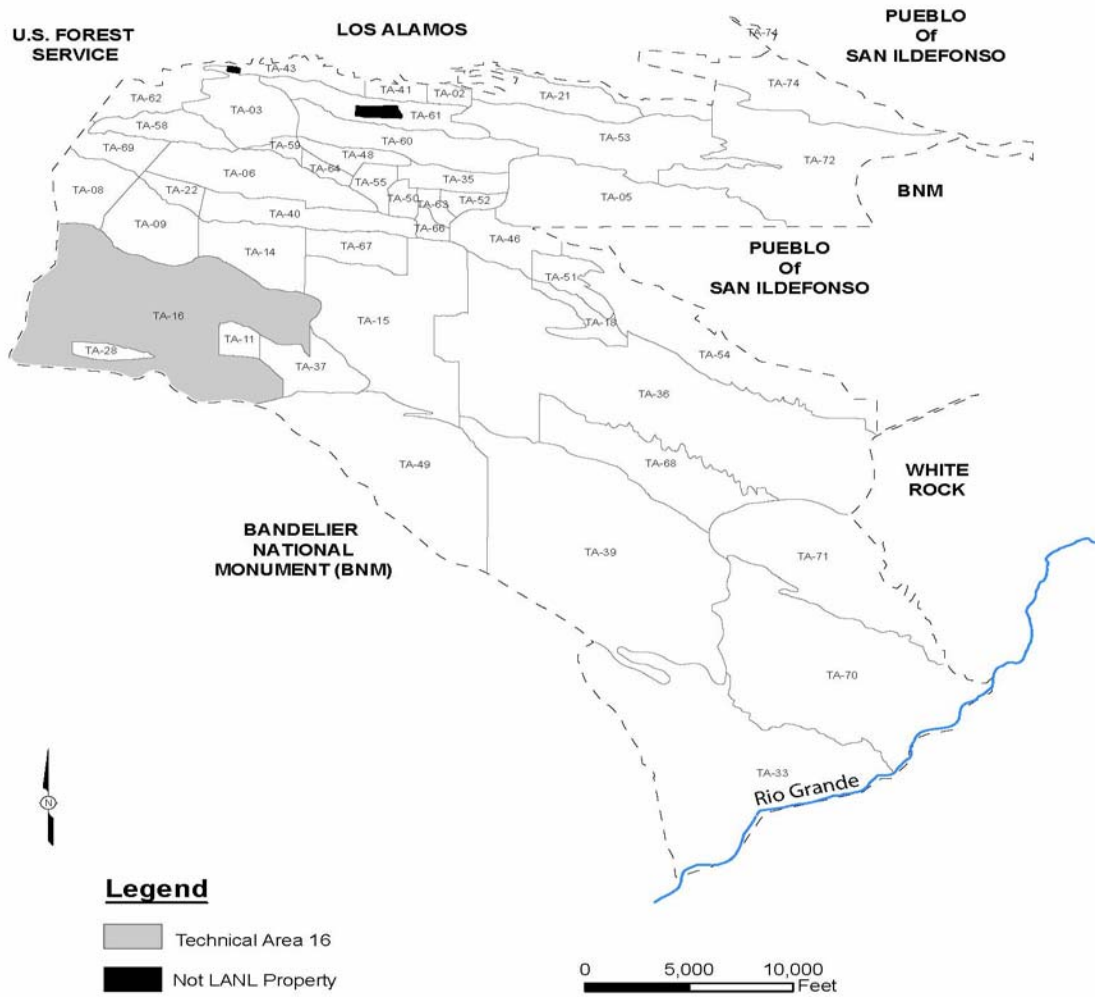 U.S. FOREST
SERVICE
LOS ALAMOS
PUEBLO
Of
SAN ILDEFONSO
TA-74
TA-43
TA-74
TA-62
TA-41
TA-02
TA-21
TA-03
TA-61
TA-58
TA-60
TA-53
TA-69
TA-59
TA-48
TA-72
TA-64
TA-06
TA-55
TA-35
BNM
TA-08
TA-22
TA-50
TA-63
TA-52
TA-05
TA-09
TA-40
TA-66
TA-46
TA-14
TA-67
PUEBLO
Of
SAN ILDEFONSO
TA-51
TA-16
TA-15
TA-18
TA-11
TA-28
TA-54
TA-37
TA-36
TA-49
TA-68
WHITE
ROCK
BANDELIER
NATIONAL
MONUMENT (BNM)
TA-39
TA-71
TA-70
TA-33
Rio Grande
N
Legend
Technical Area 16
Not LANL Property
0 5,000 10,000
Feet